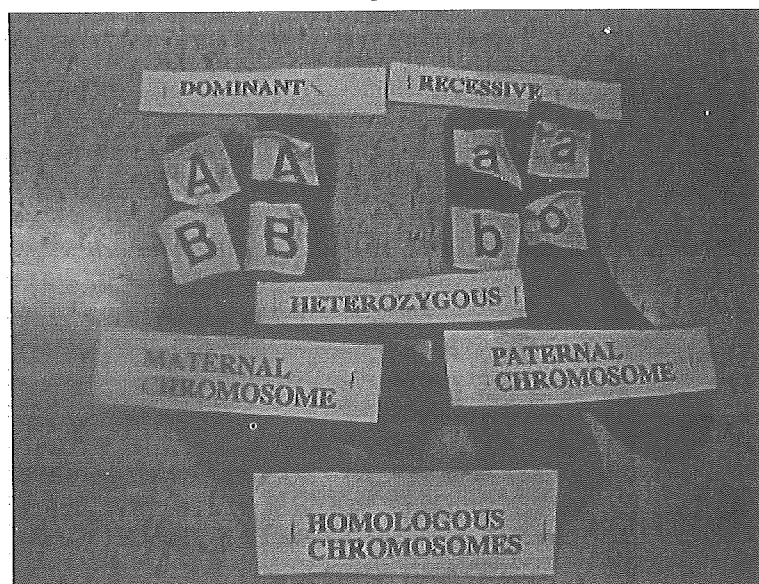 DOMINANT
RECESSIVE
A A
a a
B B
b b
HETEROZYGOUS
MATERNAL
CHROMOSOME
PATERNAL
CHROMOSOME
HOMOLOGOUS
CHROMOSOMES